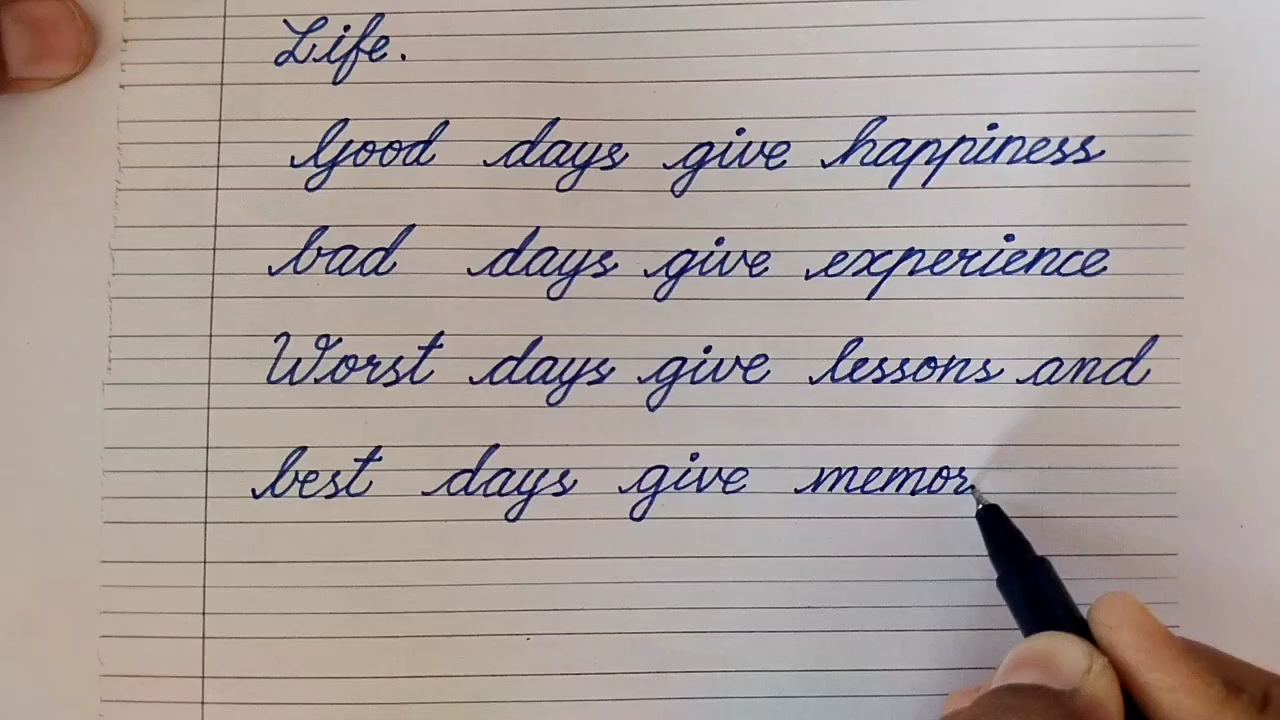 Life.
Good days give happiness
bad days give experience
Worst days give lessons and
best days give memor